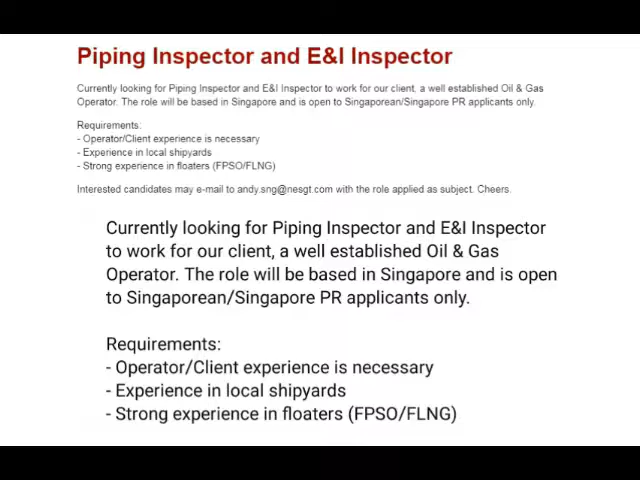 Piping Inspector and E&I Inspector
Currently looking for Piping Inspector and E&I Inspector to work for our client, a well established Oil & Gas
Operator. The role will be based in Singapore and is open to Singaporean/Singapore PR applicants only.
Requirements:
- Operator/Client experience is necessary
- Experience in local shipyards
- Strong experience in floaters (FPSO/FLNG)
Interested candidates may e-mail to andy.sng@nesgt.com with the role applied as subject. Cheers.
Currently looking for Piping Inspector and E&I Inspector
to work for our client, a well established Oil & Gas
Operator. The role will be based in Singapore and is open
to Singaporean/Singapore PR applicants only.
Requirements:
- Operator/Client experience is necessary
- Experience in local shipyards
- Strong experience in floaters (FPSO/FLNG)